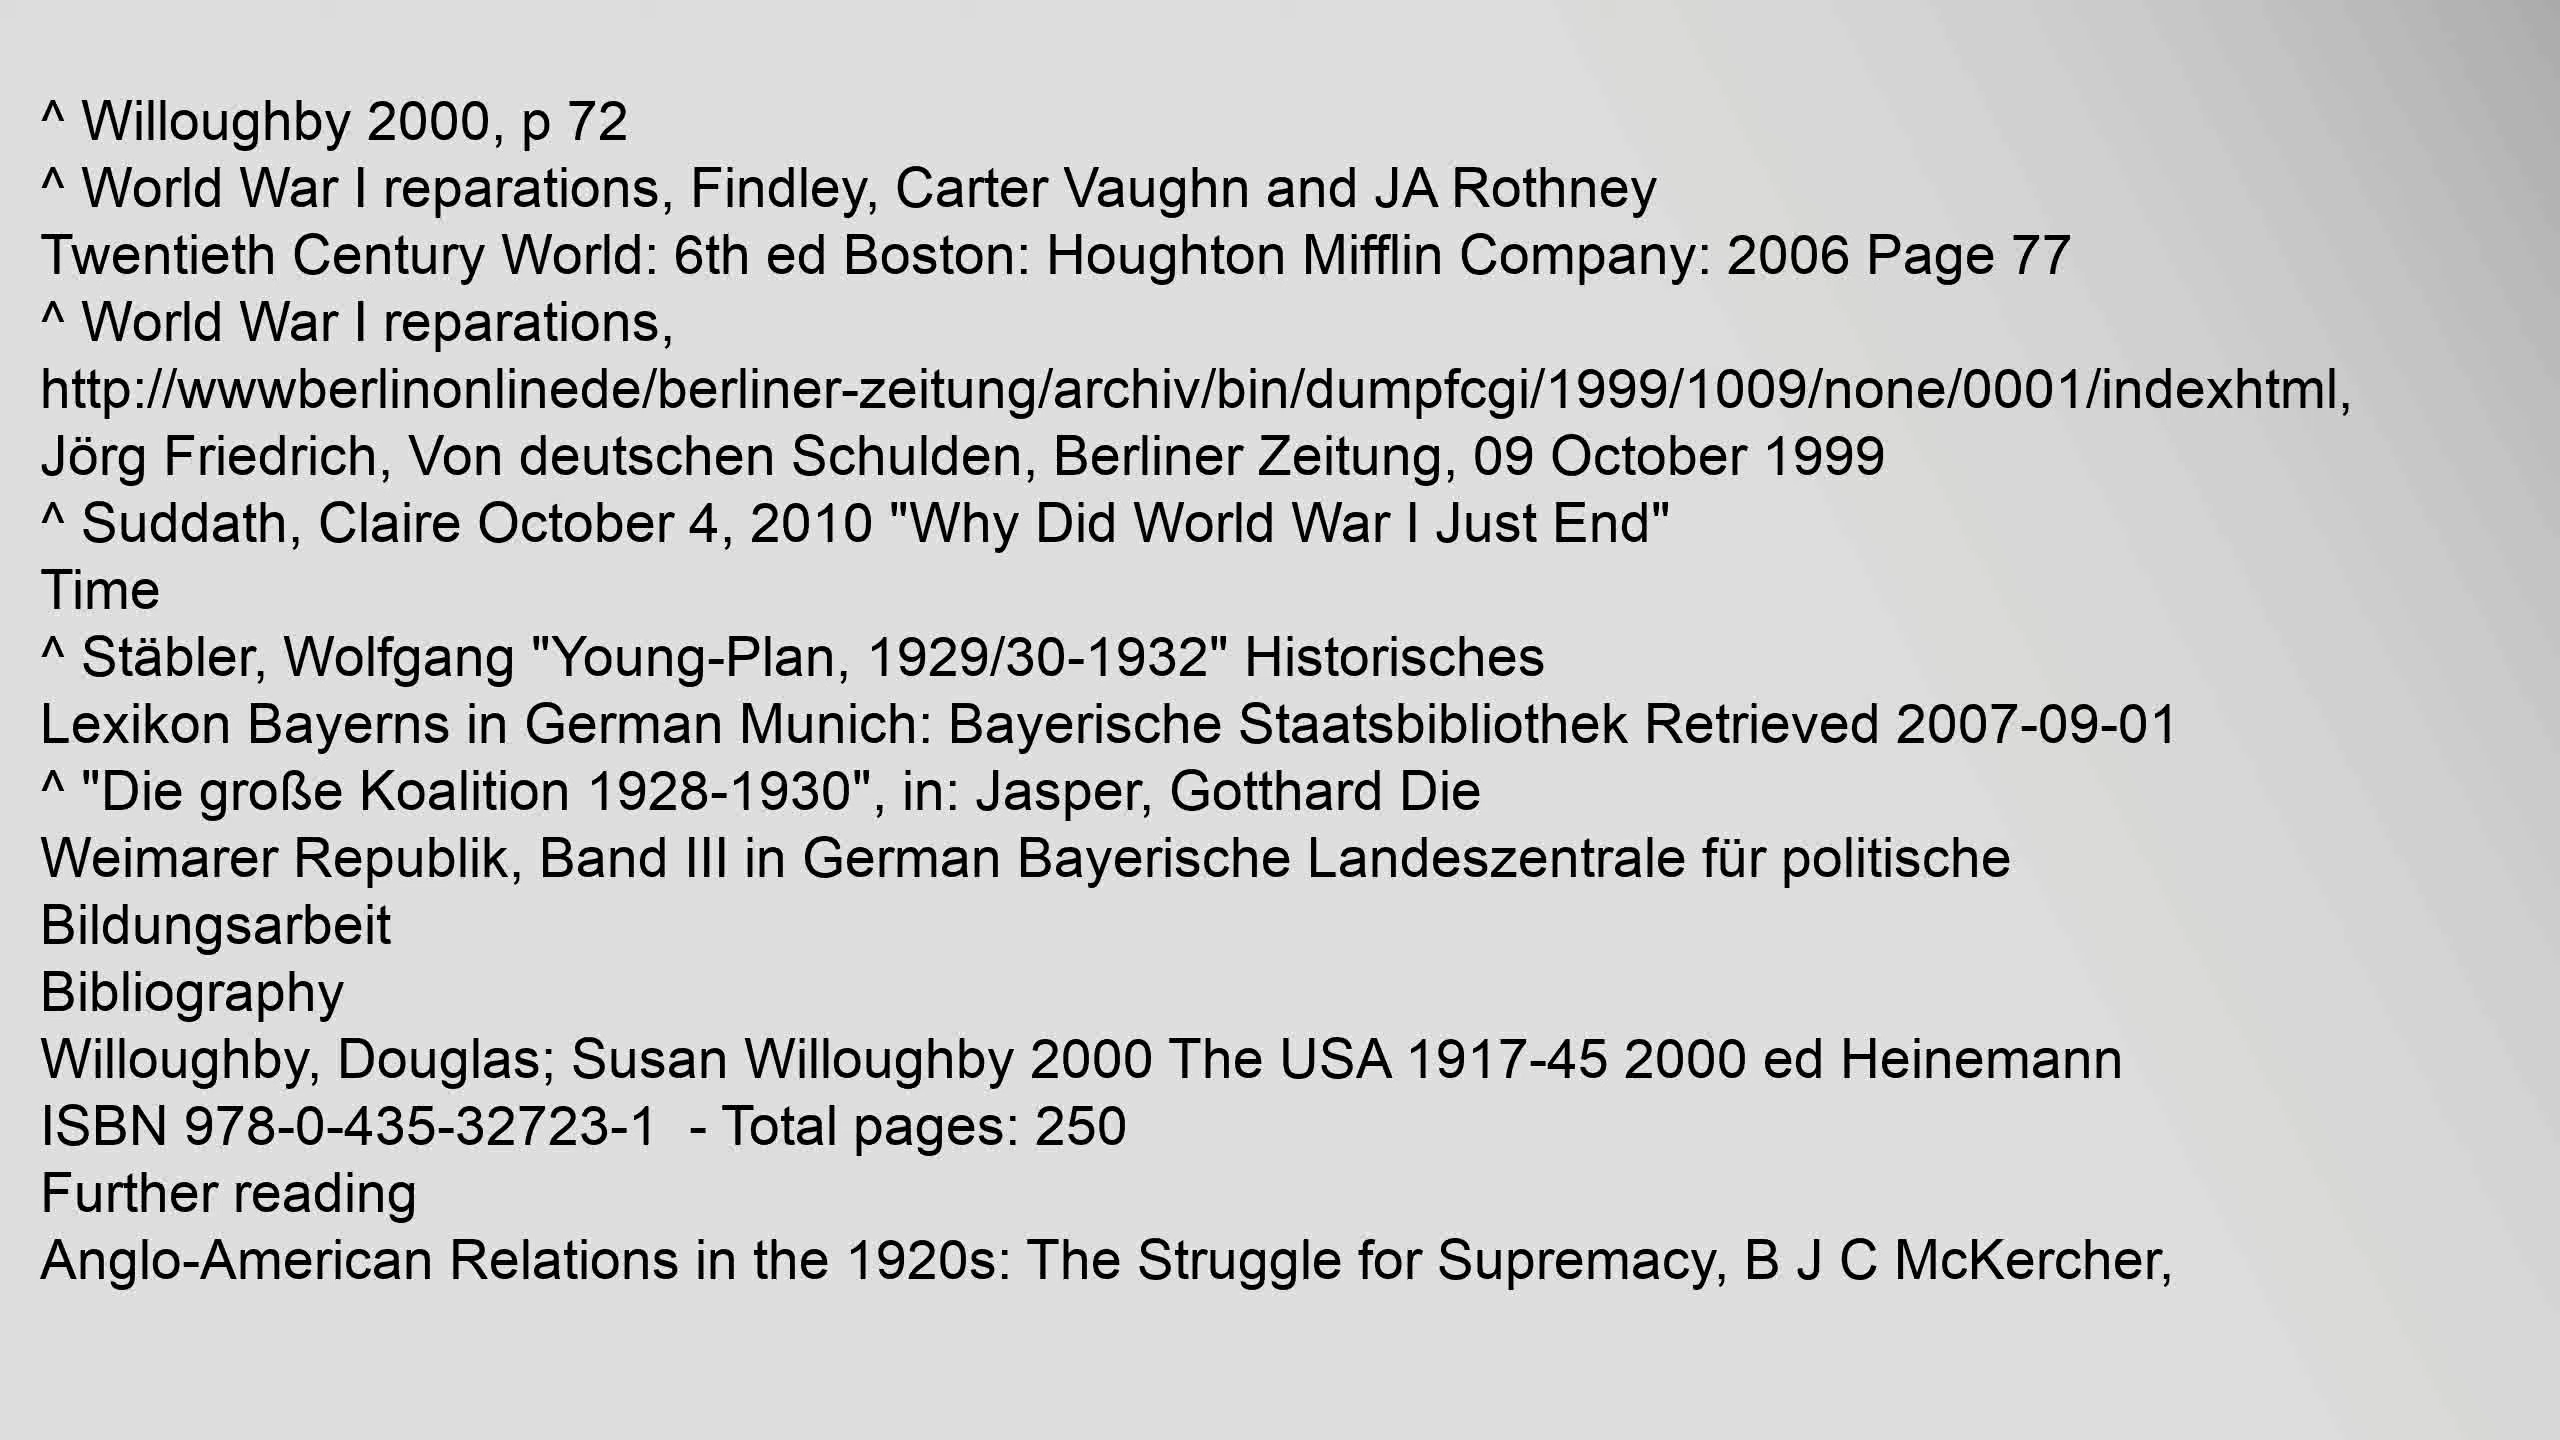 ^ Willoughby 2000, p 72
^ World War I reparations, Findley, Carter Vaughn and JA Rothney
Twentieth Century World: 6th ed Boston: Houghton Mifflin Company: 2006 Page 77
^ World War I reparations,
http://wwwberlinonlinede/berliner-zeitung/archiv/bin/dumpfcgi/1999/1009/none/0001/indexhtml,
Jörg Friedrich, Von deutschen Schulden, Berliner Zeitung, 09 October 1999
^ Suddath, Claire October 4, 2010 "Why Did World War I Just End"
Time
^ Stäbler, Wolfgang "Young-Plan, 1929/30-1932" Historisches
Lexikon Bayerns in German Munich: Bayerische Staatsbibliothek Retrieved 2007-09-01
^ "Die große Koalition 1928-1930", in: Jasper, Gotthard Die
Weimarer Republik, Band III in German Bayerische Landeszentrale für politische
Bildungsarbeit
Bibliography
Willoughby, Douglas; Susan Willoughby 2000 The USA 1917-45 2000 ed Heinemann
ISBN 978-0-435-32723-1  - Total pages: 250
Further reading
Anglo-American Relations in the 1920s: The Struggle for Supremacy, B J C McKercher,